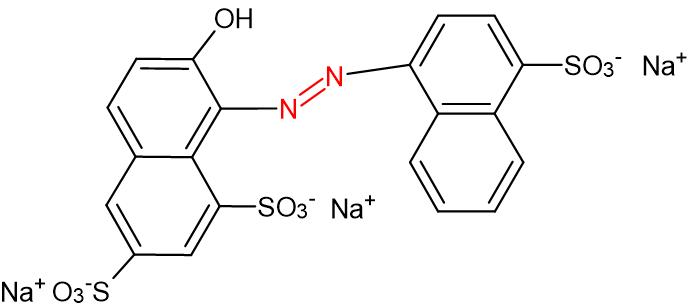 OH
N
N
SO3- Na+
SO3- Na+
Na+ O3-S